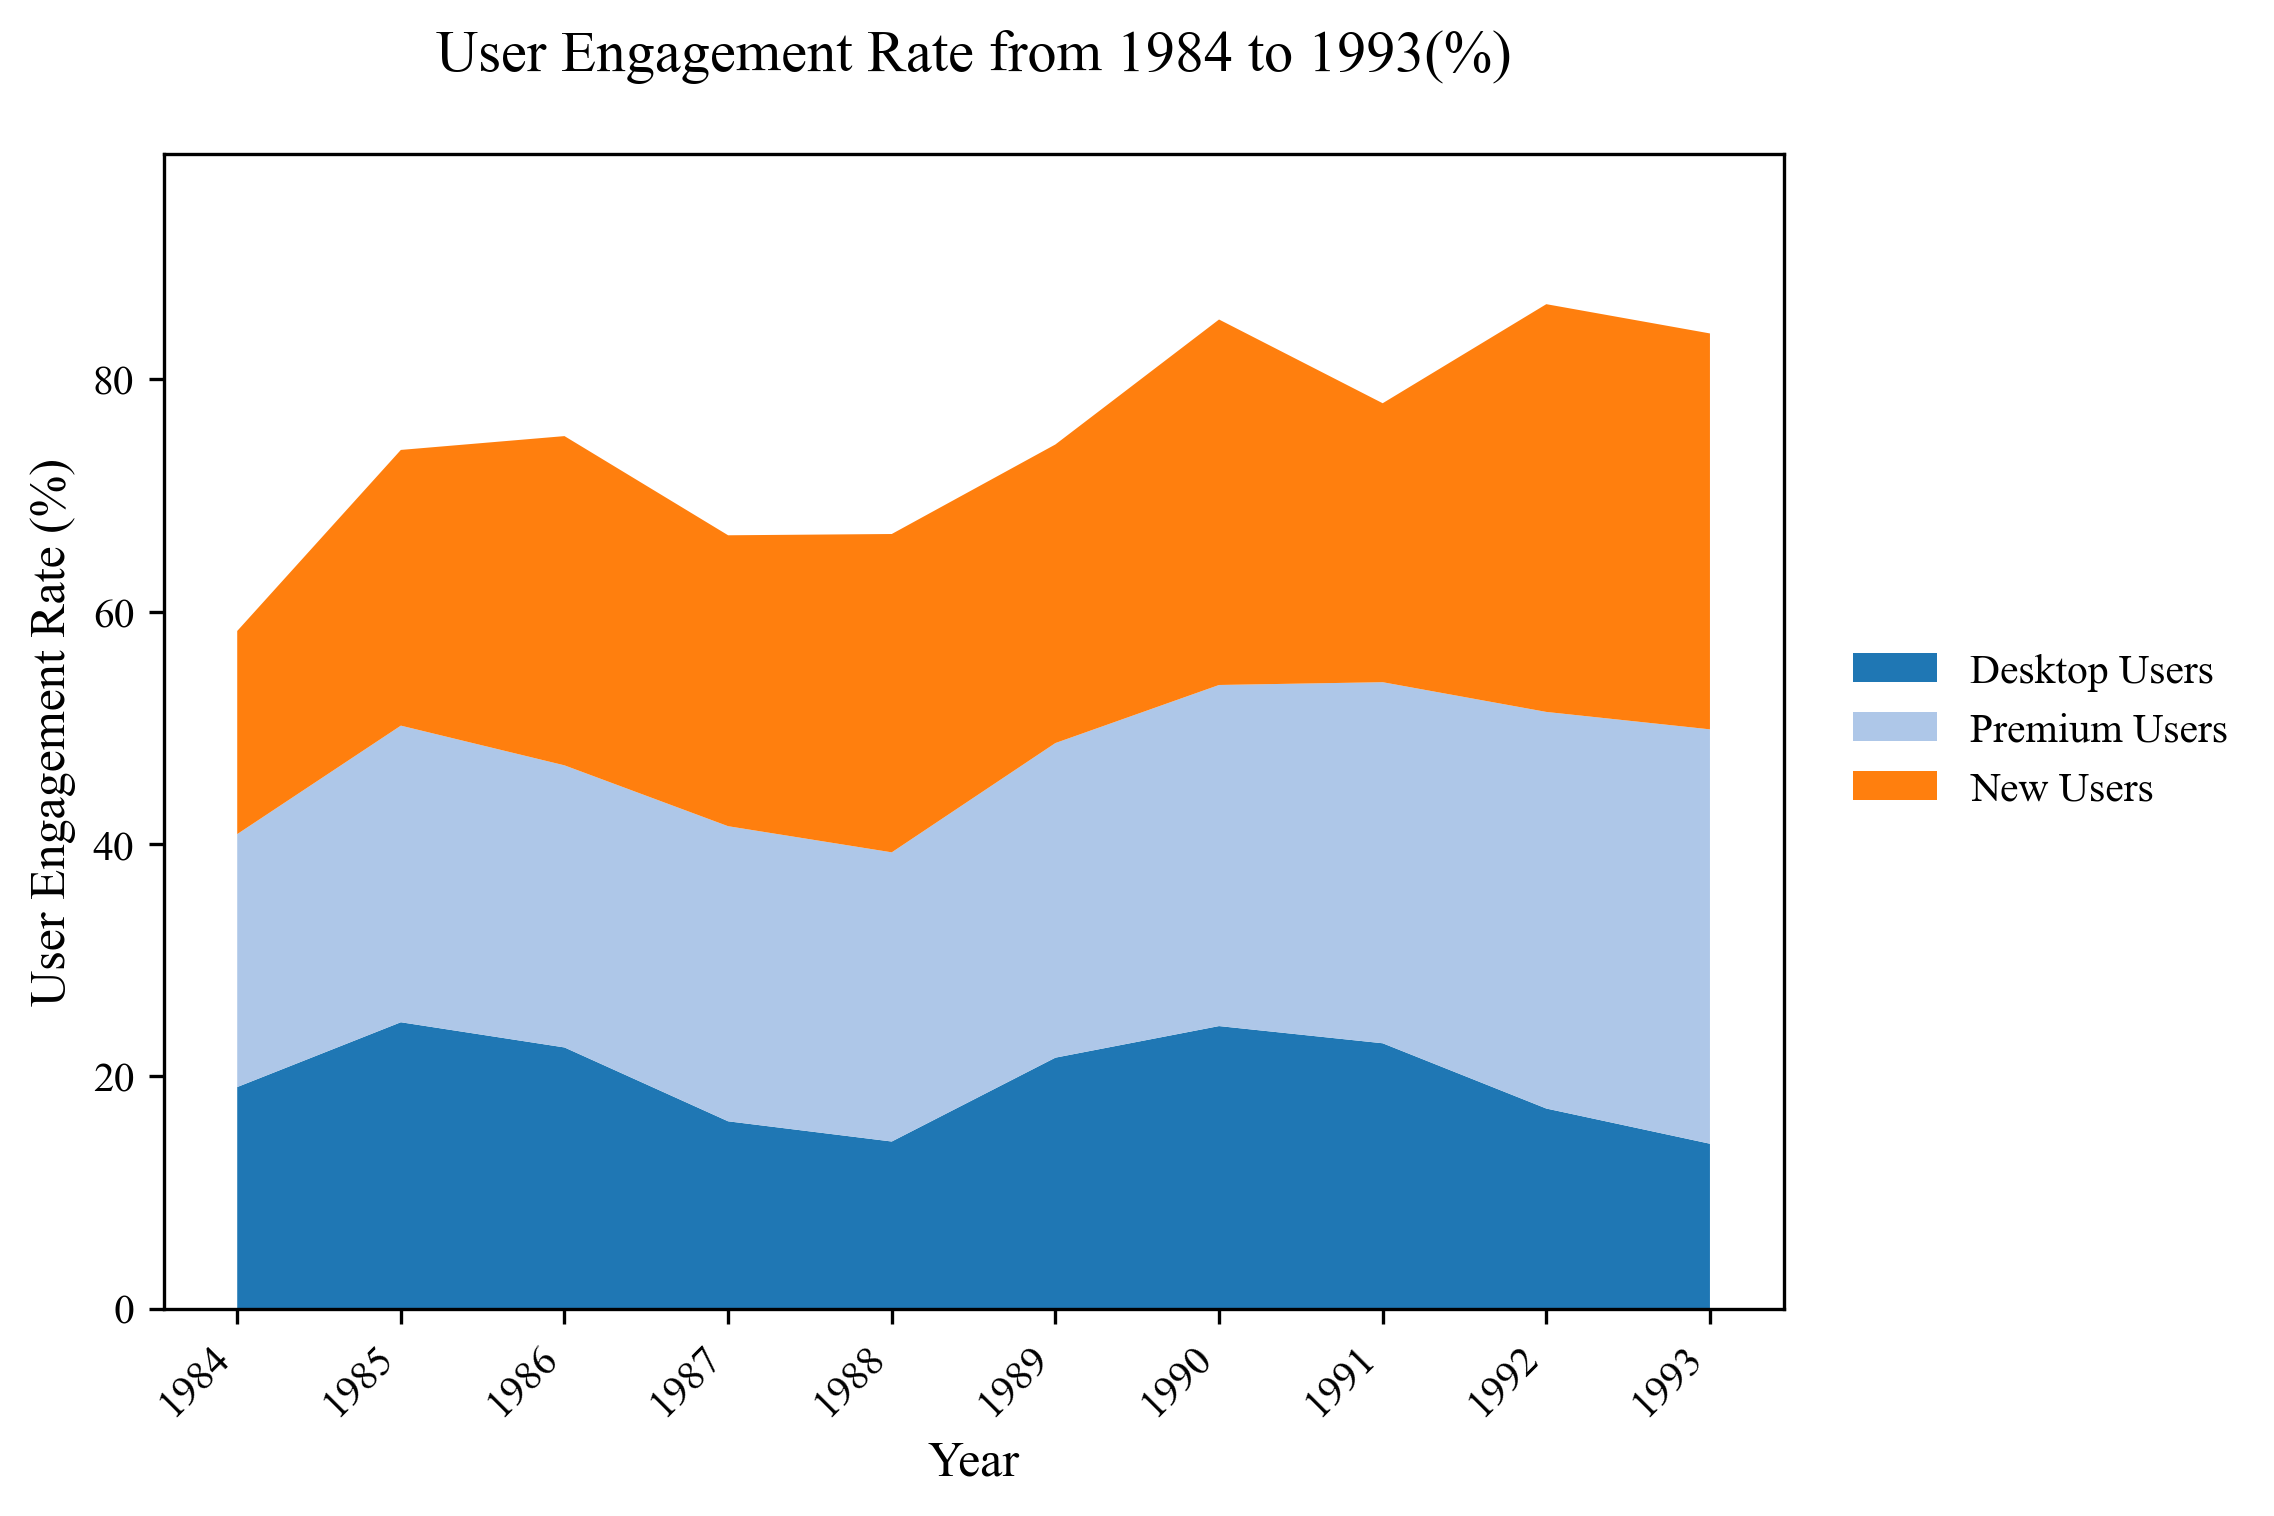 User Engagement Rate from 1984 to 1993(%)
User Engagement Rate (%)
80
60
40
20
0
1984
1985
1986
1987
1988
1989
1990
1991
1992
1993
Year
Desktop Users
Premium Users
New Users